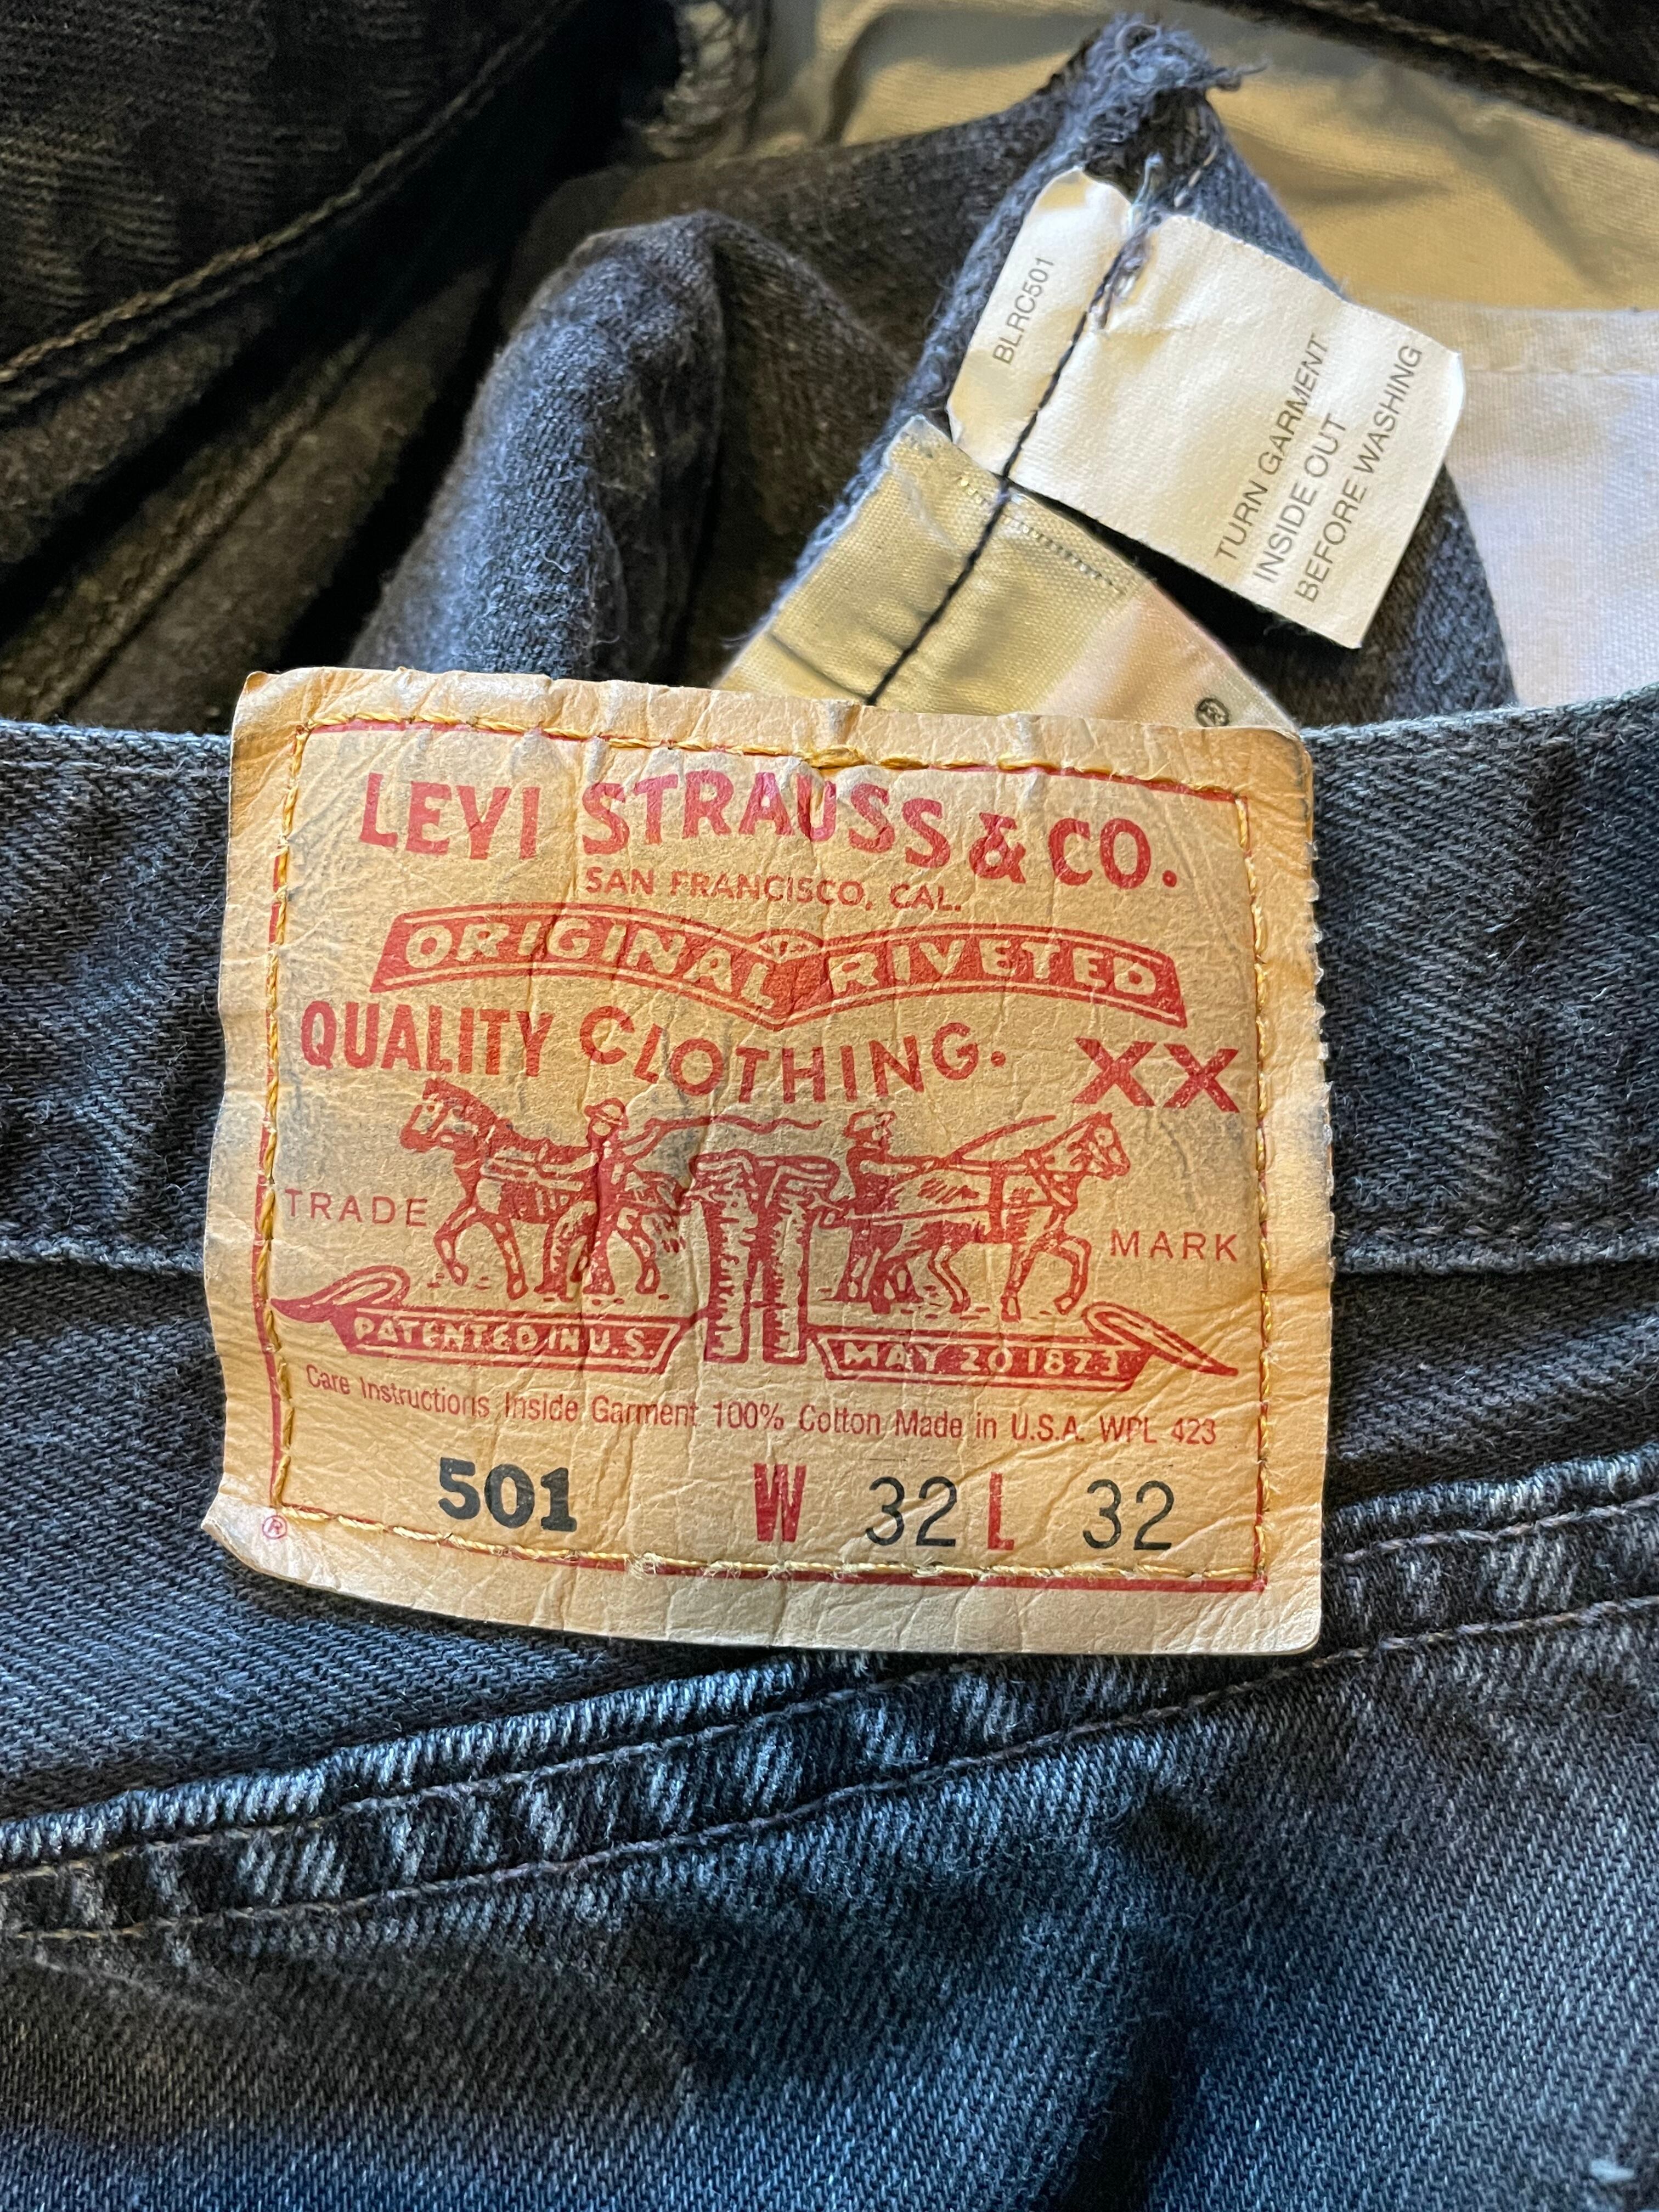 BLRC501
TURN GARMENT
INSIDE OUT
BEFORE WASHING
®
LEVI STRAUSS & CO.
SAN FRANCISCO, CAL.
ORIGINAL RIVETED
QUALITY CLOTHING. XX
TRADE MARK
PATENTED IN U.S. MAY 20 1873
Care Instructions Inside Garment 100% Cotton Made in U.S.A. WPL 423
501 W 32 L 32
®